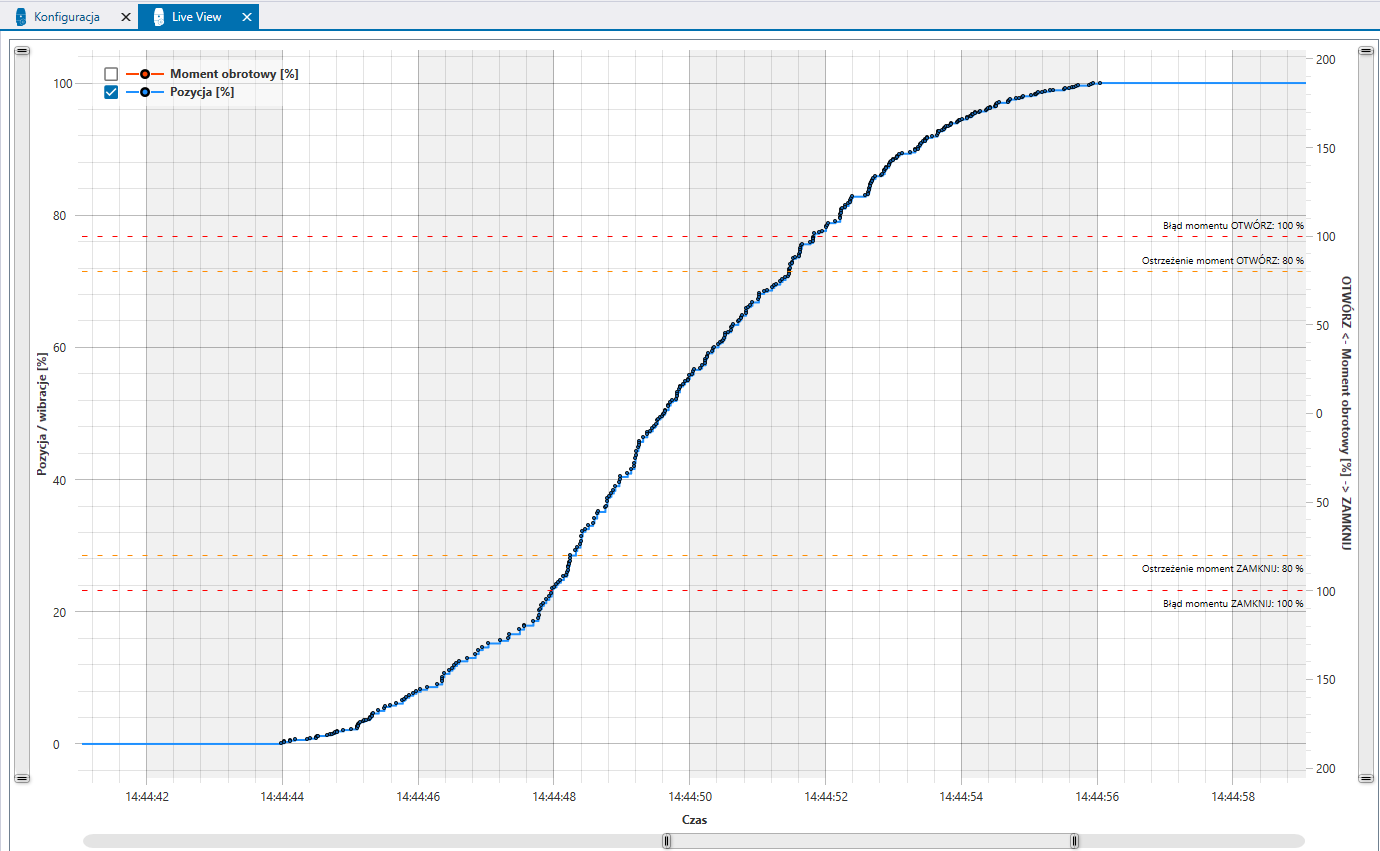 Konfiguracja
Live View
Moment obrotowy [%]
Pozycja [%]
100
80
60
40
20
0
Pozycja / wibracje [%]
200
150
100
50
0
50
100
150
200
OTWÓRZ <- Moment obrotowy [%] -> ZAMKNIJ
Błąd momentu OTWÓRZ: 100 %
Ostrzeżenie moment OTWÓRZ: 80 %
Ostrzeżenie moment ZAMKNIJ: 80 %
Błąd momentu ZAMKNIJ: 100 %
14:44:42
14:44:44
14:44:46
14:44:48
14:44:50
14:44:52
14:44:54
14:44:56
14:44:58
Czas